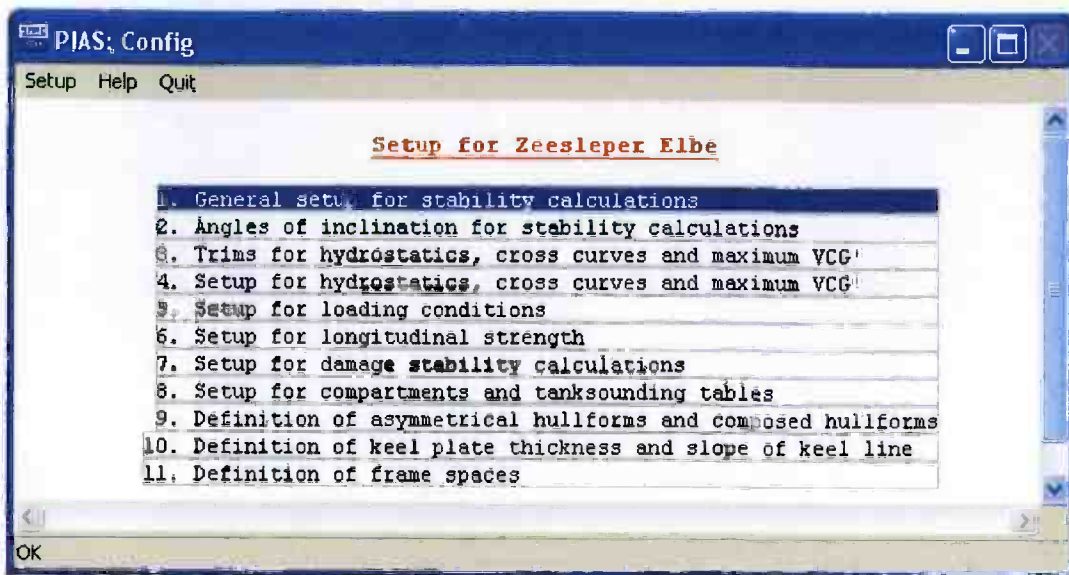 PIAS; Config
Setup Help Quit
Setup for Zeesleper Elbe
1. General setup for stability calculations
2. Angles of inclination for stability calculations
3. Trims for hydrostatics, cross curves and maximum VCG'
4. Setup for hydrostatics, cross curves and maximum VCG'
5. Setup for loading conditions
6. Setup for longitudinal strength
7. Setup for damage stability calculations
8. Setup for compartments and tanksounding tables
9. Definition of asymmetrical hullforms and composed hullforms
10. Definition of keel plate thickness and slope of keel line
11. Definition of frame spaces
OK